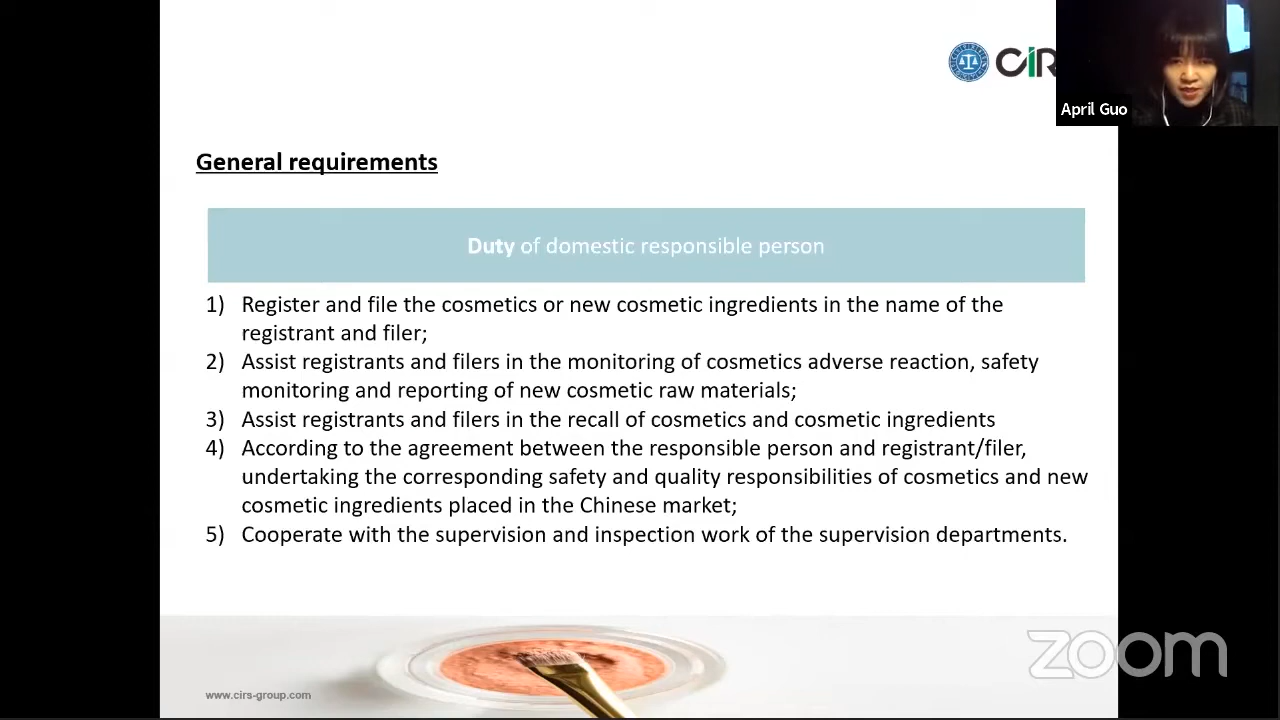 CIR
April Guo
General requirements
Duty of domestic responsible person
1) Register and file the cosmetics or new cosmetic ingredients in the name of the
registrant and filer;
2) Assist registrants and filers in the monitoring of cosmetics adverse reaction, safety
monitoring and reporting of new cosmetic raw materials;
3) Assist registrants and filers in the recall of cosmetics and cosmetic ingredients
4) According to the agreement between the responsible person and registrant/filer,
undertaking the corresponding safety and quality responsibilities of cosmetics and new
cosmetic ingredients placed in the Chinese market;
5) Cooperate with the supervision and inspection work of the supervision departments.
zoom
www.cirs-group.com